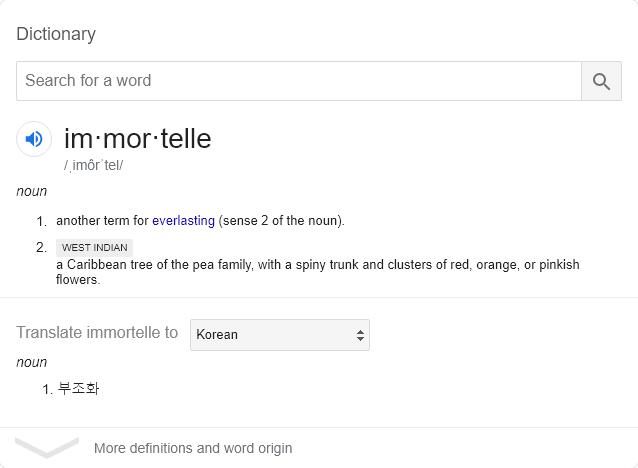 Dictionary
Search for a word
im·mor·telle
/ˌimôrˈtel/
noun
1. another term for everlasting (sense 2 of the noun).
2. WEST INDIAN
a Caribbean tree of the pea family, with a spiny trunk and clusters of red, orange, or pinkish
flowers.
Translate immortelle to Korean
noun
1. 부조화
More definitions and word origin